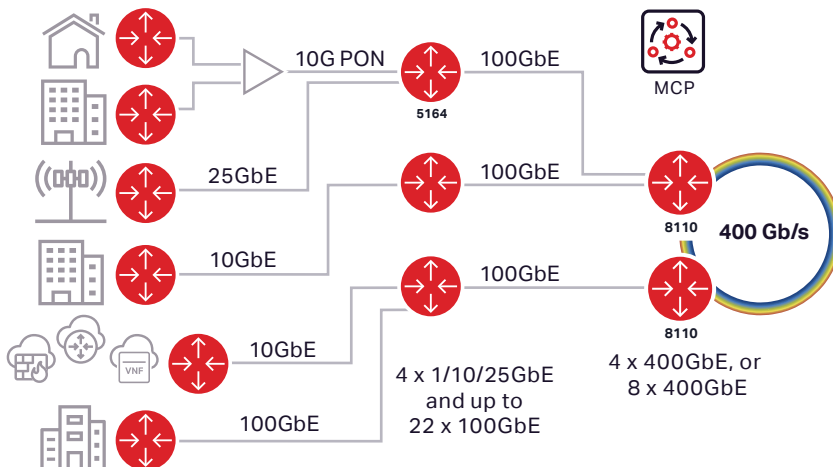 10G PON
100GbE
MCP
5164
25GbE
100GbE
8110
400 Gb/s
10GbE
100GbE
8110
VNF
10GbE
4 x 1/10/25GbE
and up to
22 x 100GbE
4 x 400GbE, or
8 x 400GbE
100GbE